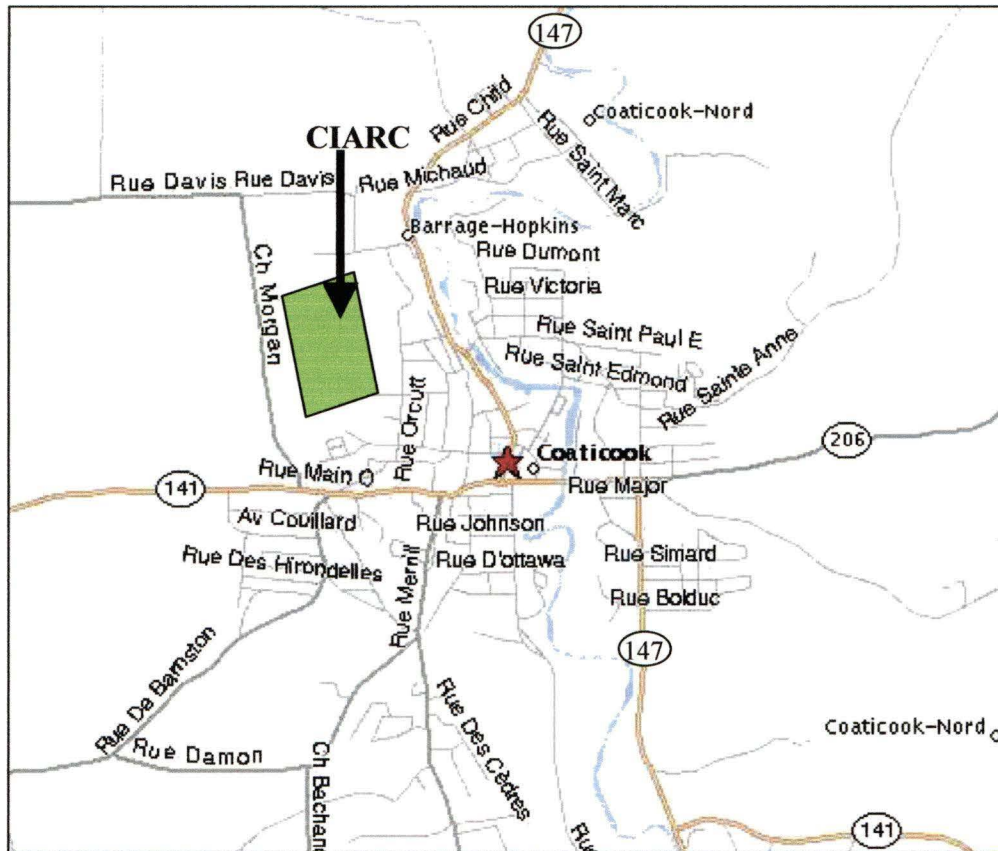 147
Rue Child
Coaticook-Nord
CIARC
Rue Saint Marc
Rue Davis Rue Davis
Rue Michaud
Barrage-Hopkins
Rue Dumont
Ch Morgan
Rue Victoria
Rue Saint Paul E
Rue Saint Edmond
Rue Sainte Anne
Rue Orcutt
206
Coaticook
Rue Main O
141
Rue Major
Av Couillard
Rue Johnson
Rue Des Hirondelles
Rue D'ottawa
Rue Simard
Rue Merrill
Rue Bolduc
147
Rue De Barnston
Rue Des Cèdres
Coaticook-Nord
Rue Damon
Ch Bachand
141
Rue